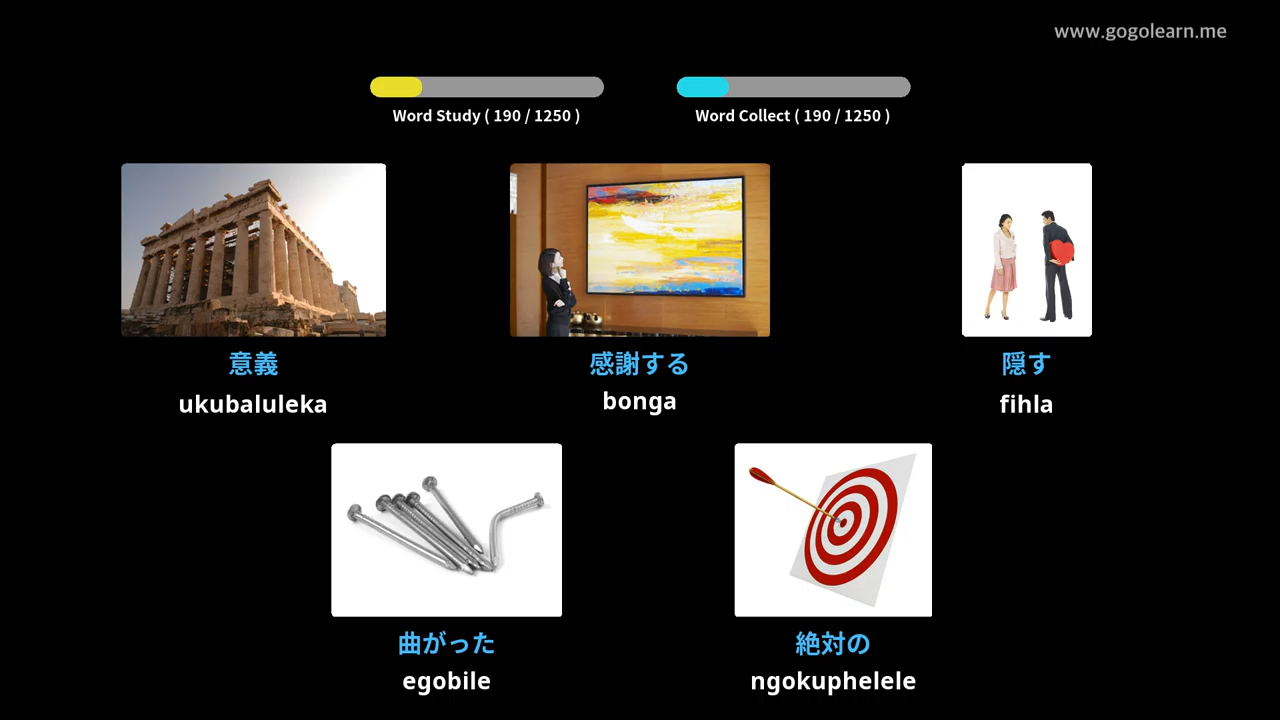 www.gogolearn.me
Word Study ( 190 / 1250 )
Word Collect ( 190 / 1250 )
意義
ukubaluleka
感謝する
bonga
隠す
fihla
曲がった
egobile
絶対の
ngokuphelele